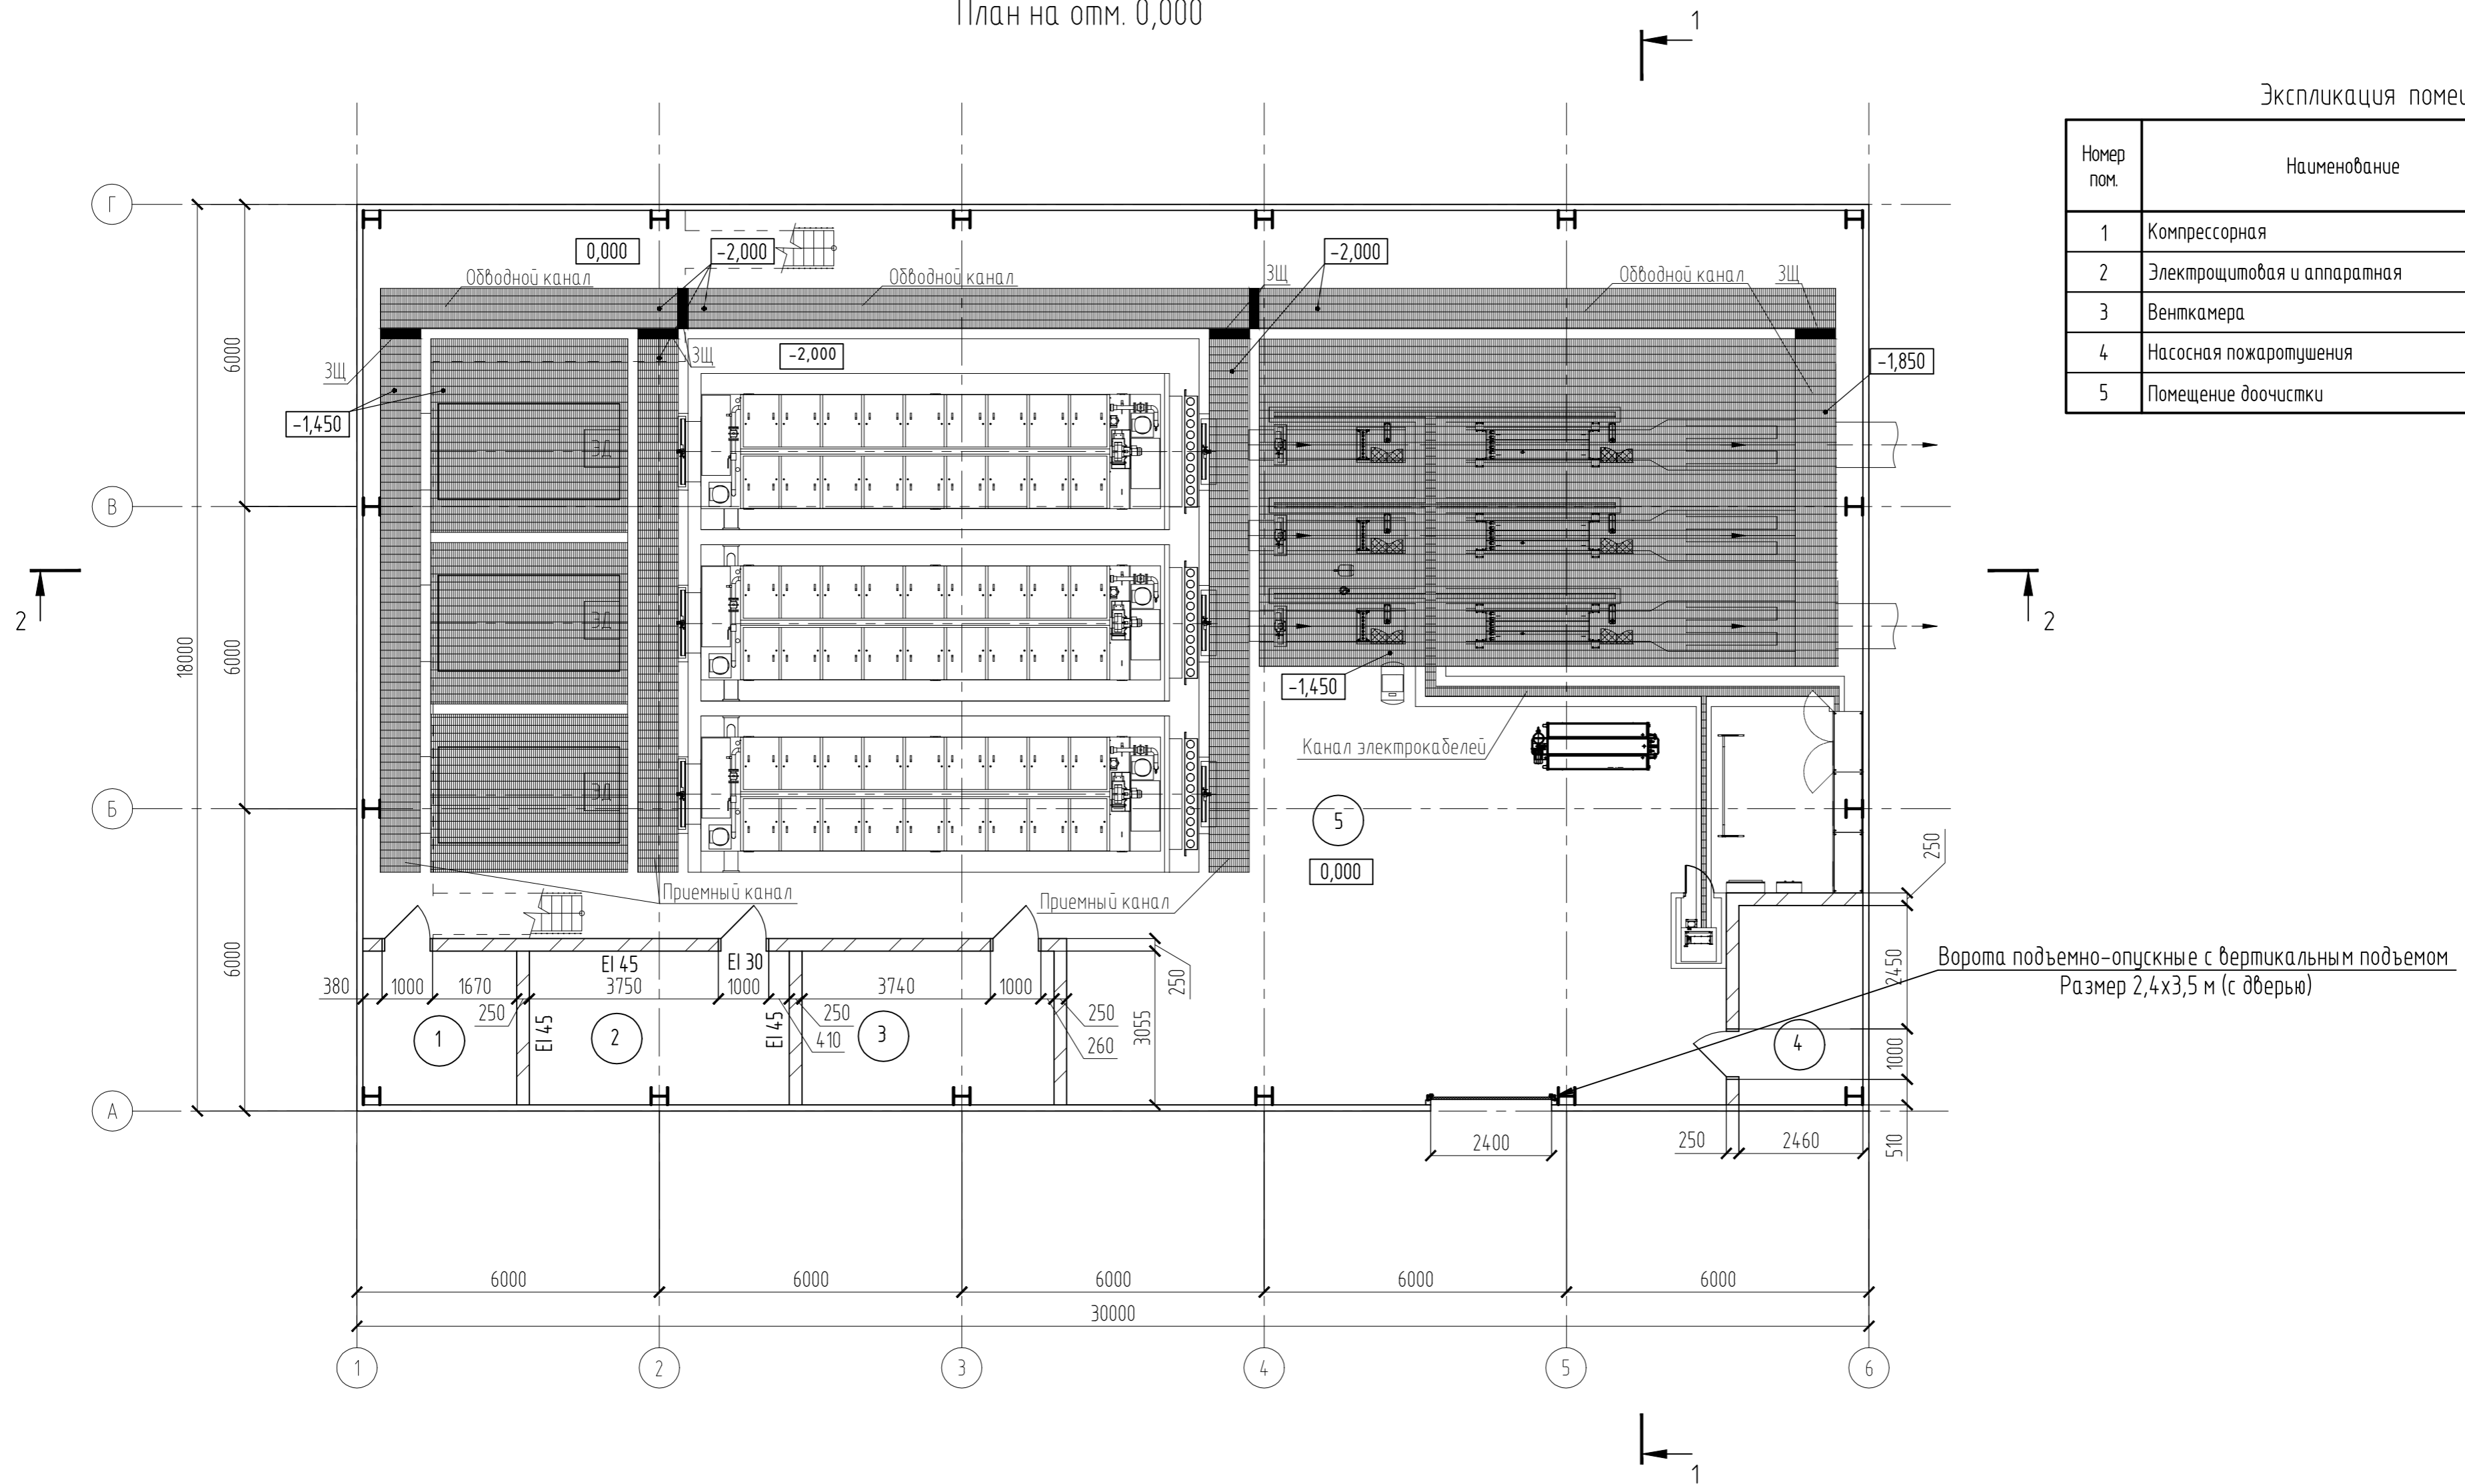 План на отм. 0,000
1
Экспликация
Номер
пом.
Наименование
1
Компрессорная
2
Электрощитовая и аппаратная
3
Венткамера
4
Насосная пожаротушения
5
Помещение доочистки
Г
0,000
-2,000
-2,000
Обводной канал
Обводной канал
ЗЩ
Обводной канал
ЗЩ
6000
ЗЩ
ЗЩ
-2,000
-1,850
-1,450
ЭД
В
2
18000
6000
ЭД
2
-1,450
Канал электрокабелей
ЭД
Б
5
250
0,000
Приемный канал
Приемный канал
6000
EI 45
EI 30
380
1000
1670
3750
1000
3740
1000
250
2450
Ворота подъемно-опускные с вертикальным подъемом
Размер 2,4х3,5 м (с дверью)
250
EI 45
EI 45
250
410
250
260
3055
1
2
3
4
1000
А
2400
250
2460
510
6000
6000
6000
6000
6000
30000
1
2
3
4
5
6
1